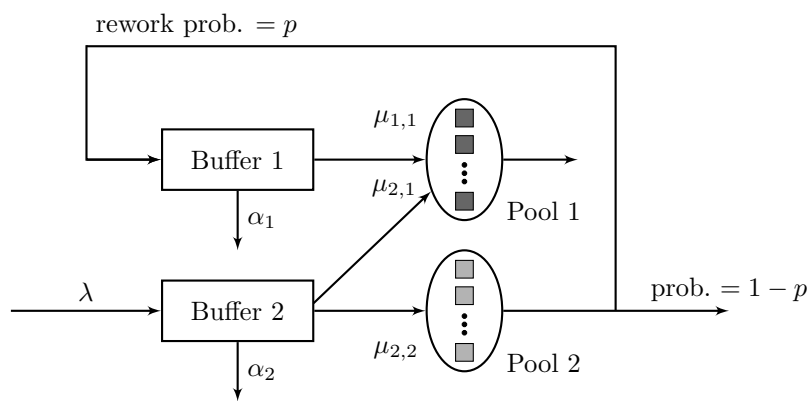 rework prob. = p
μ1,1
Buffer 1
μ2,1
α1
Pool 1
λ
prob. = 1 − p
Buffer 2
μ2,2
α2
Pool 2